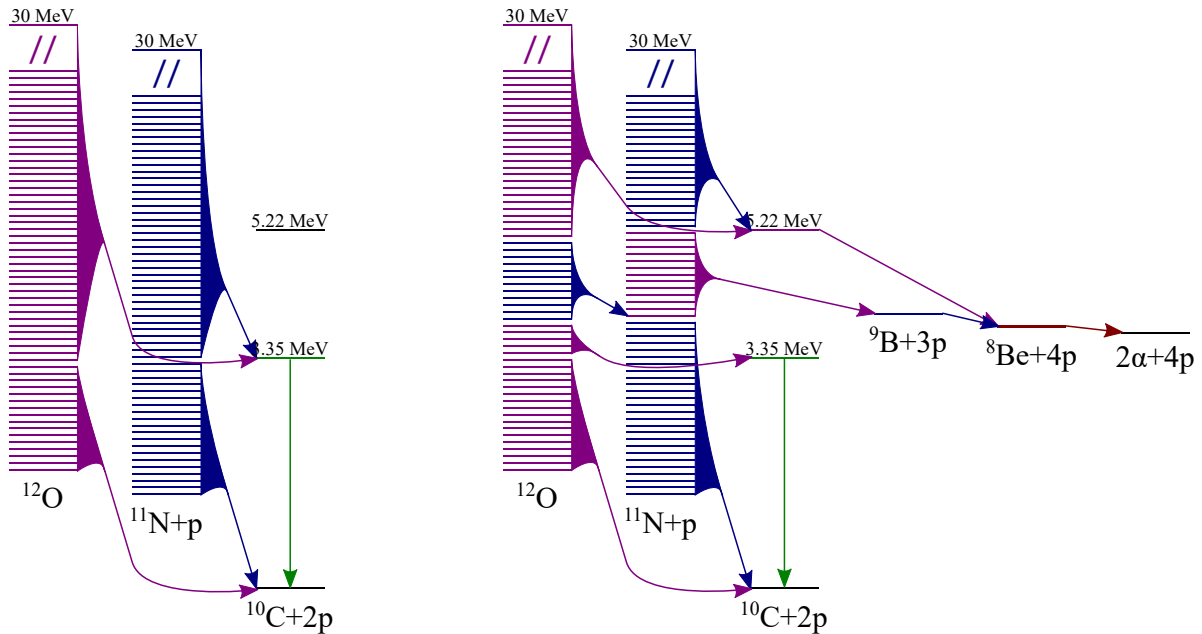 30 MeV
//
30 MeV
//
5.22 MeV
3.35 MeV
¹²O
¹¹N+p
¹⁰C+2p
30 MeV
//
30 MeV
//
5.22 MeV
3.35 MeV
⁹B+3p
⁸Be+4p
2α+4p
¹²O
¹¹N+p
¹⁰C+2p